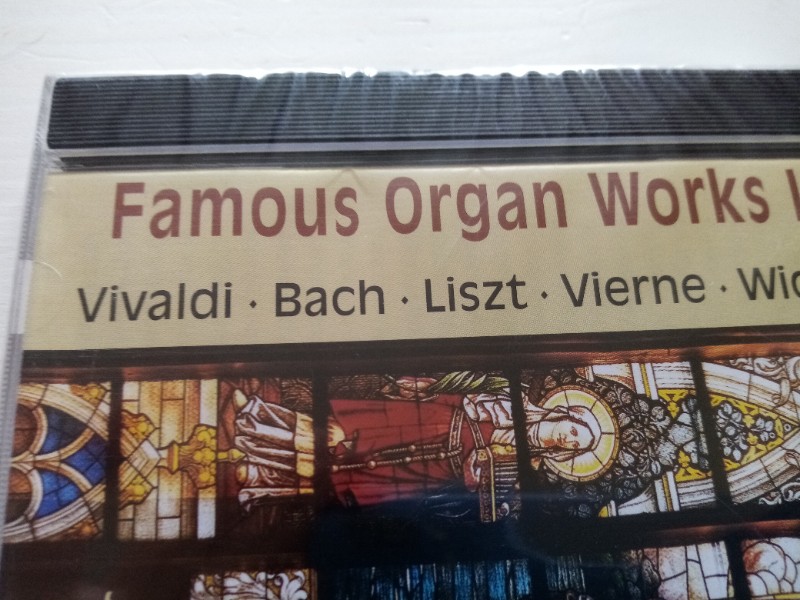 Famous Organ Works
Vivaldi · Bach · Liszt · Vierne ·